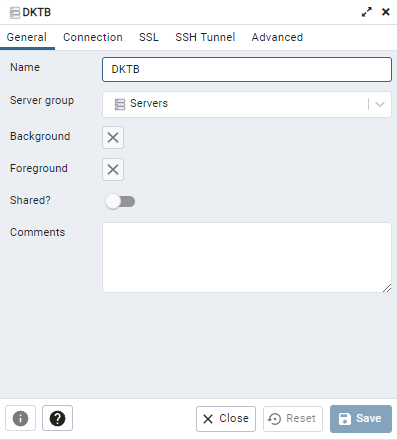 DKTB
General Connection SSL SSH Tunnel Advanced
Name DKTB
Server group Servers
Background
Foreground
Shared?
Comments
Close Reset Save